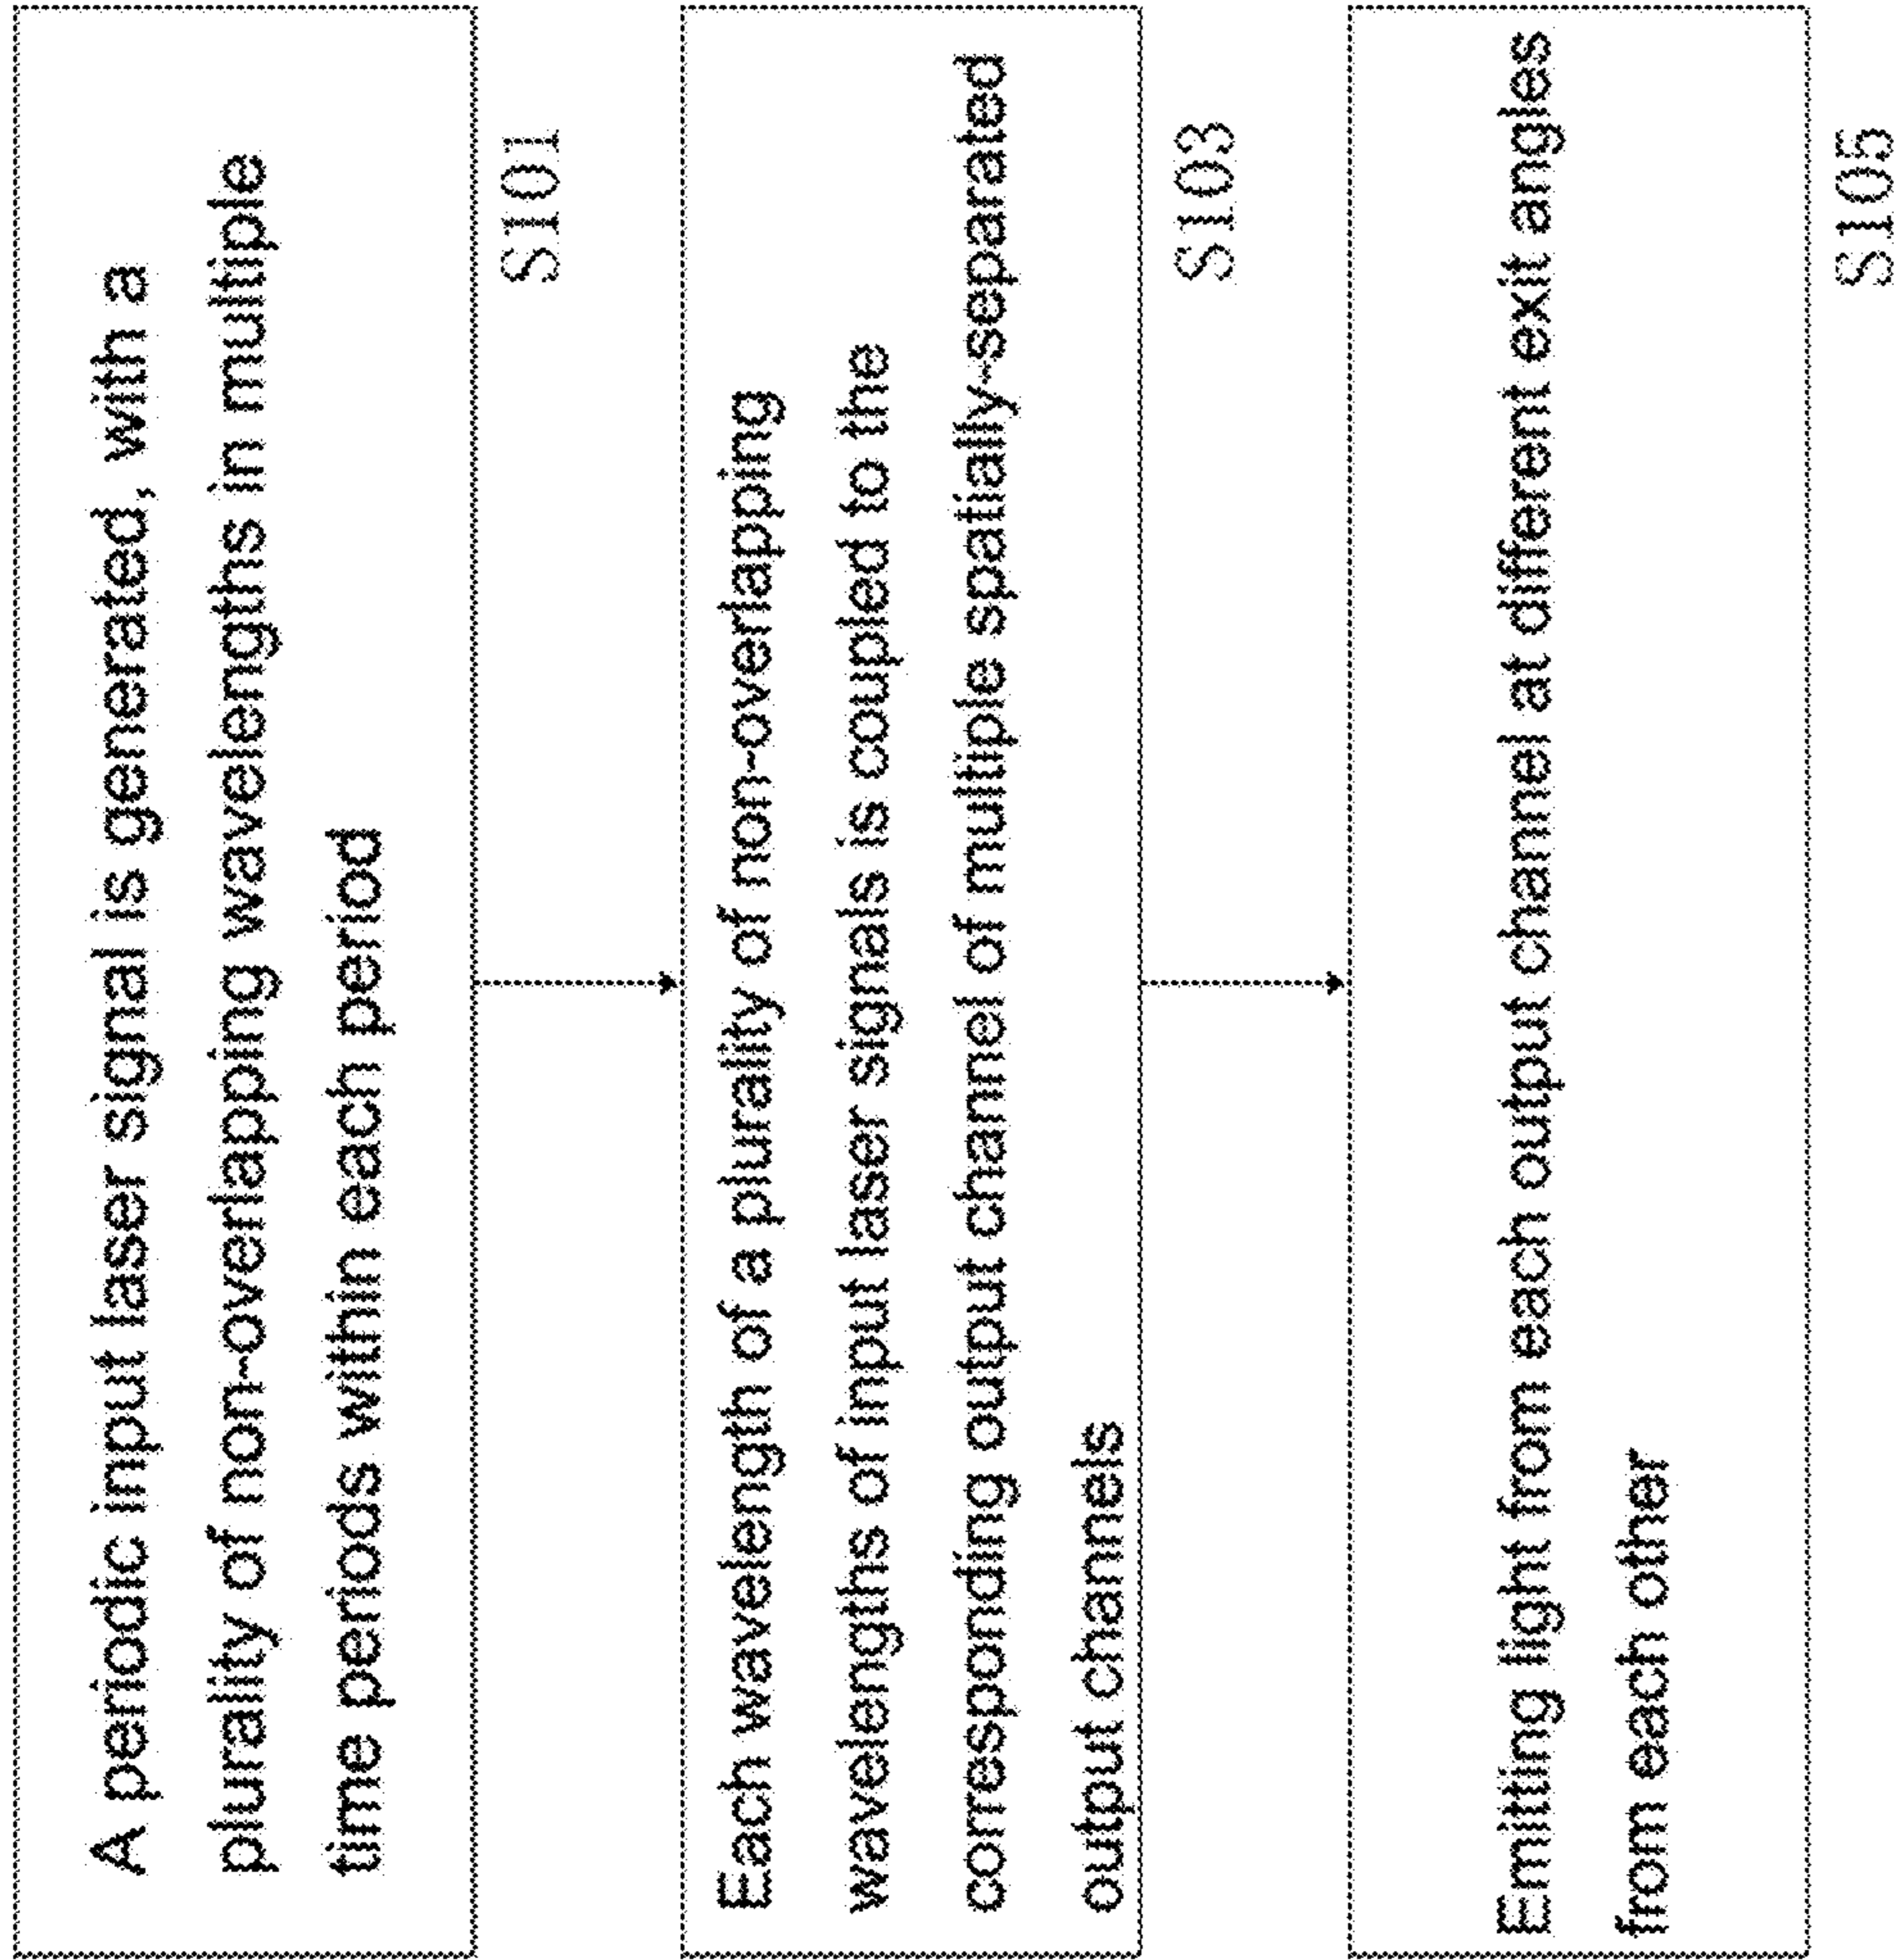 A periodic input laser signal is generated, with a
plurality of non-overlapping wavelengths in multiple
time periods within each period
S101
Each wavelength of a plurality of non-overlapping
wavelengths of input laser signals is coupled to the
corresponding output channel of multiple spatially-separated
output channels
S103
Emitting light from each output channel at different exit angles
from each other
S105